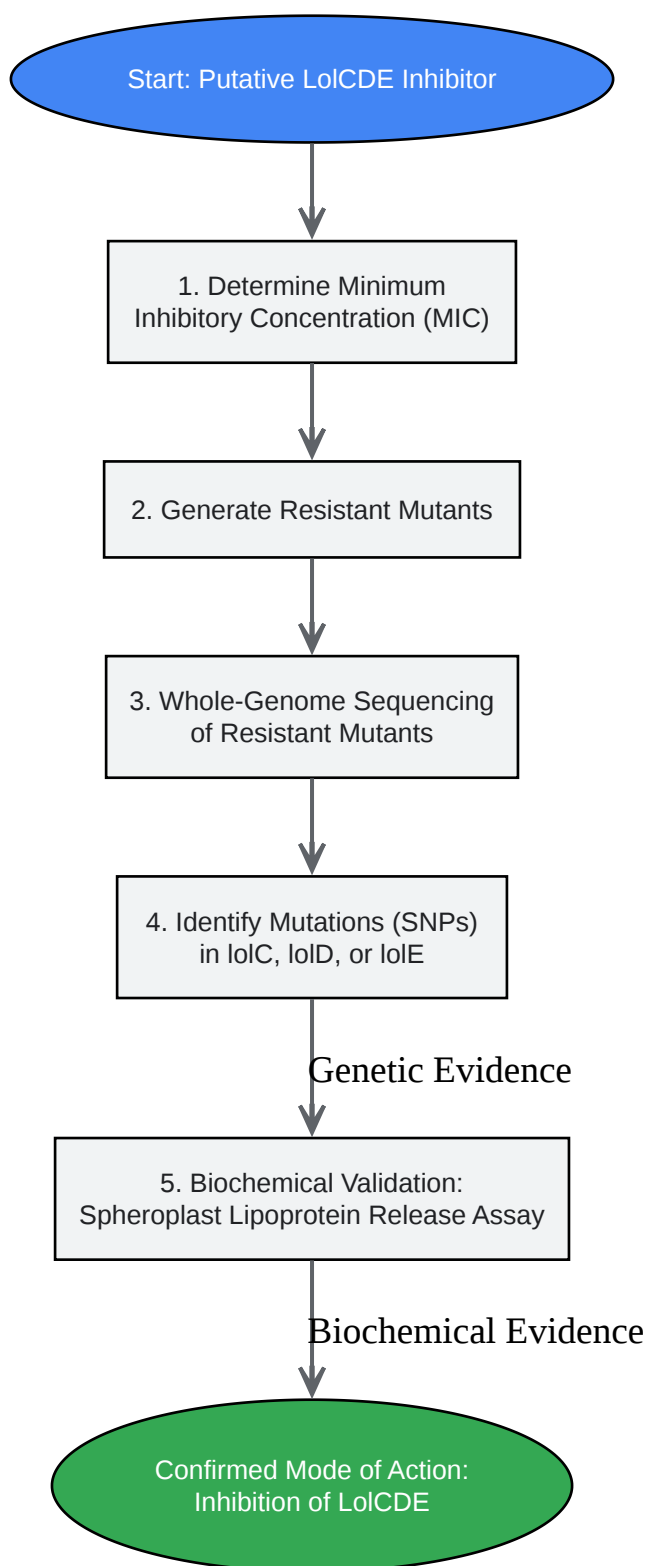 Start: Putative LolCDE Inhibitor
1. Determine Minimum
Inhibitory Concentration (MIC)
2. Generate Resistant Mutants
3. Whole-Genome Sequencing
of Resistant Mutants
4. Identify Mutations (SNPs)
in lolC, lolD, or lolE
Genetic Evidence
5. Biochemical Validation:
Spheroplast Lipoprotein Release Assay
Biochemical Evidence
Confirmed Mode of Action:
Inhibition of LolCDE